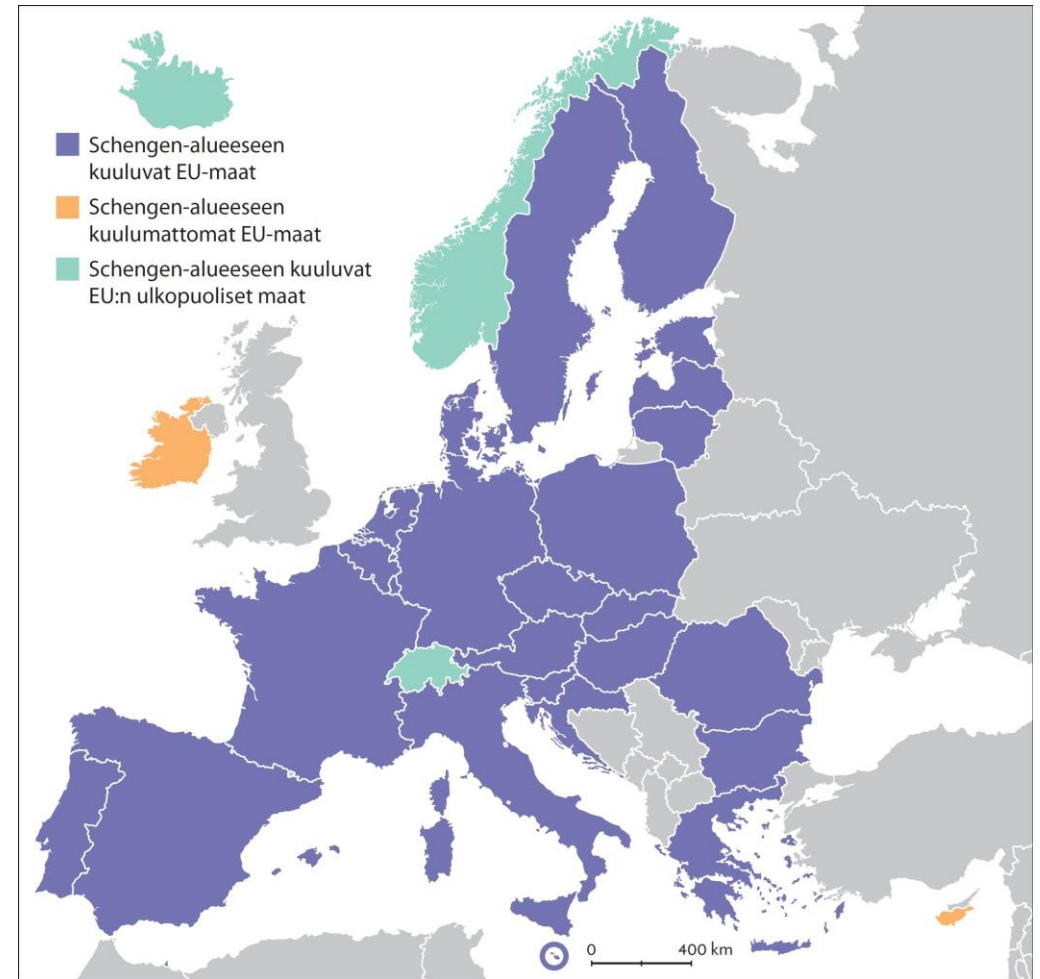 Schengen-alueeseen
kuuluvat EU-maat
Schengen-alueeseen
kuulumattomat EU-maat
Schengen-alueeseen kuuluvat
EU:n ulkopuoliset maat
0 400 km